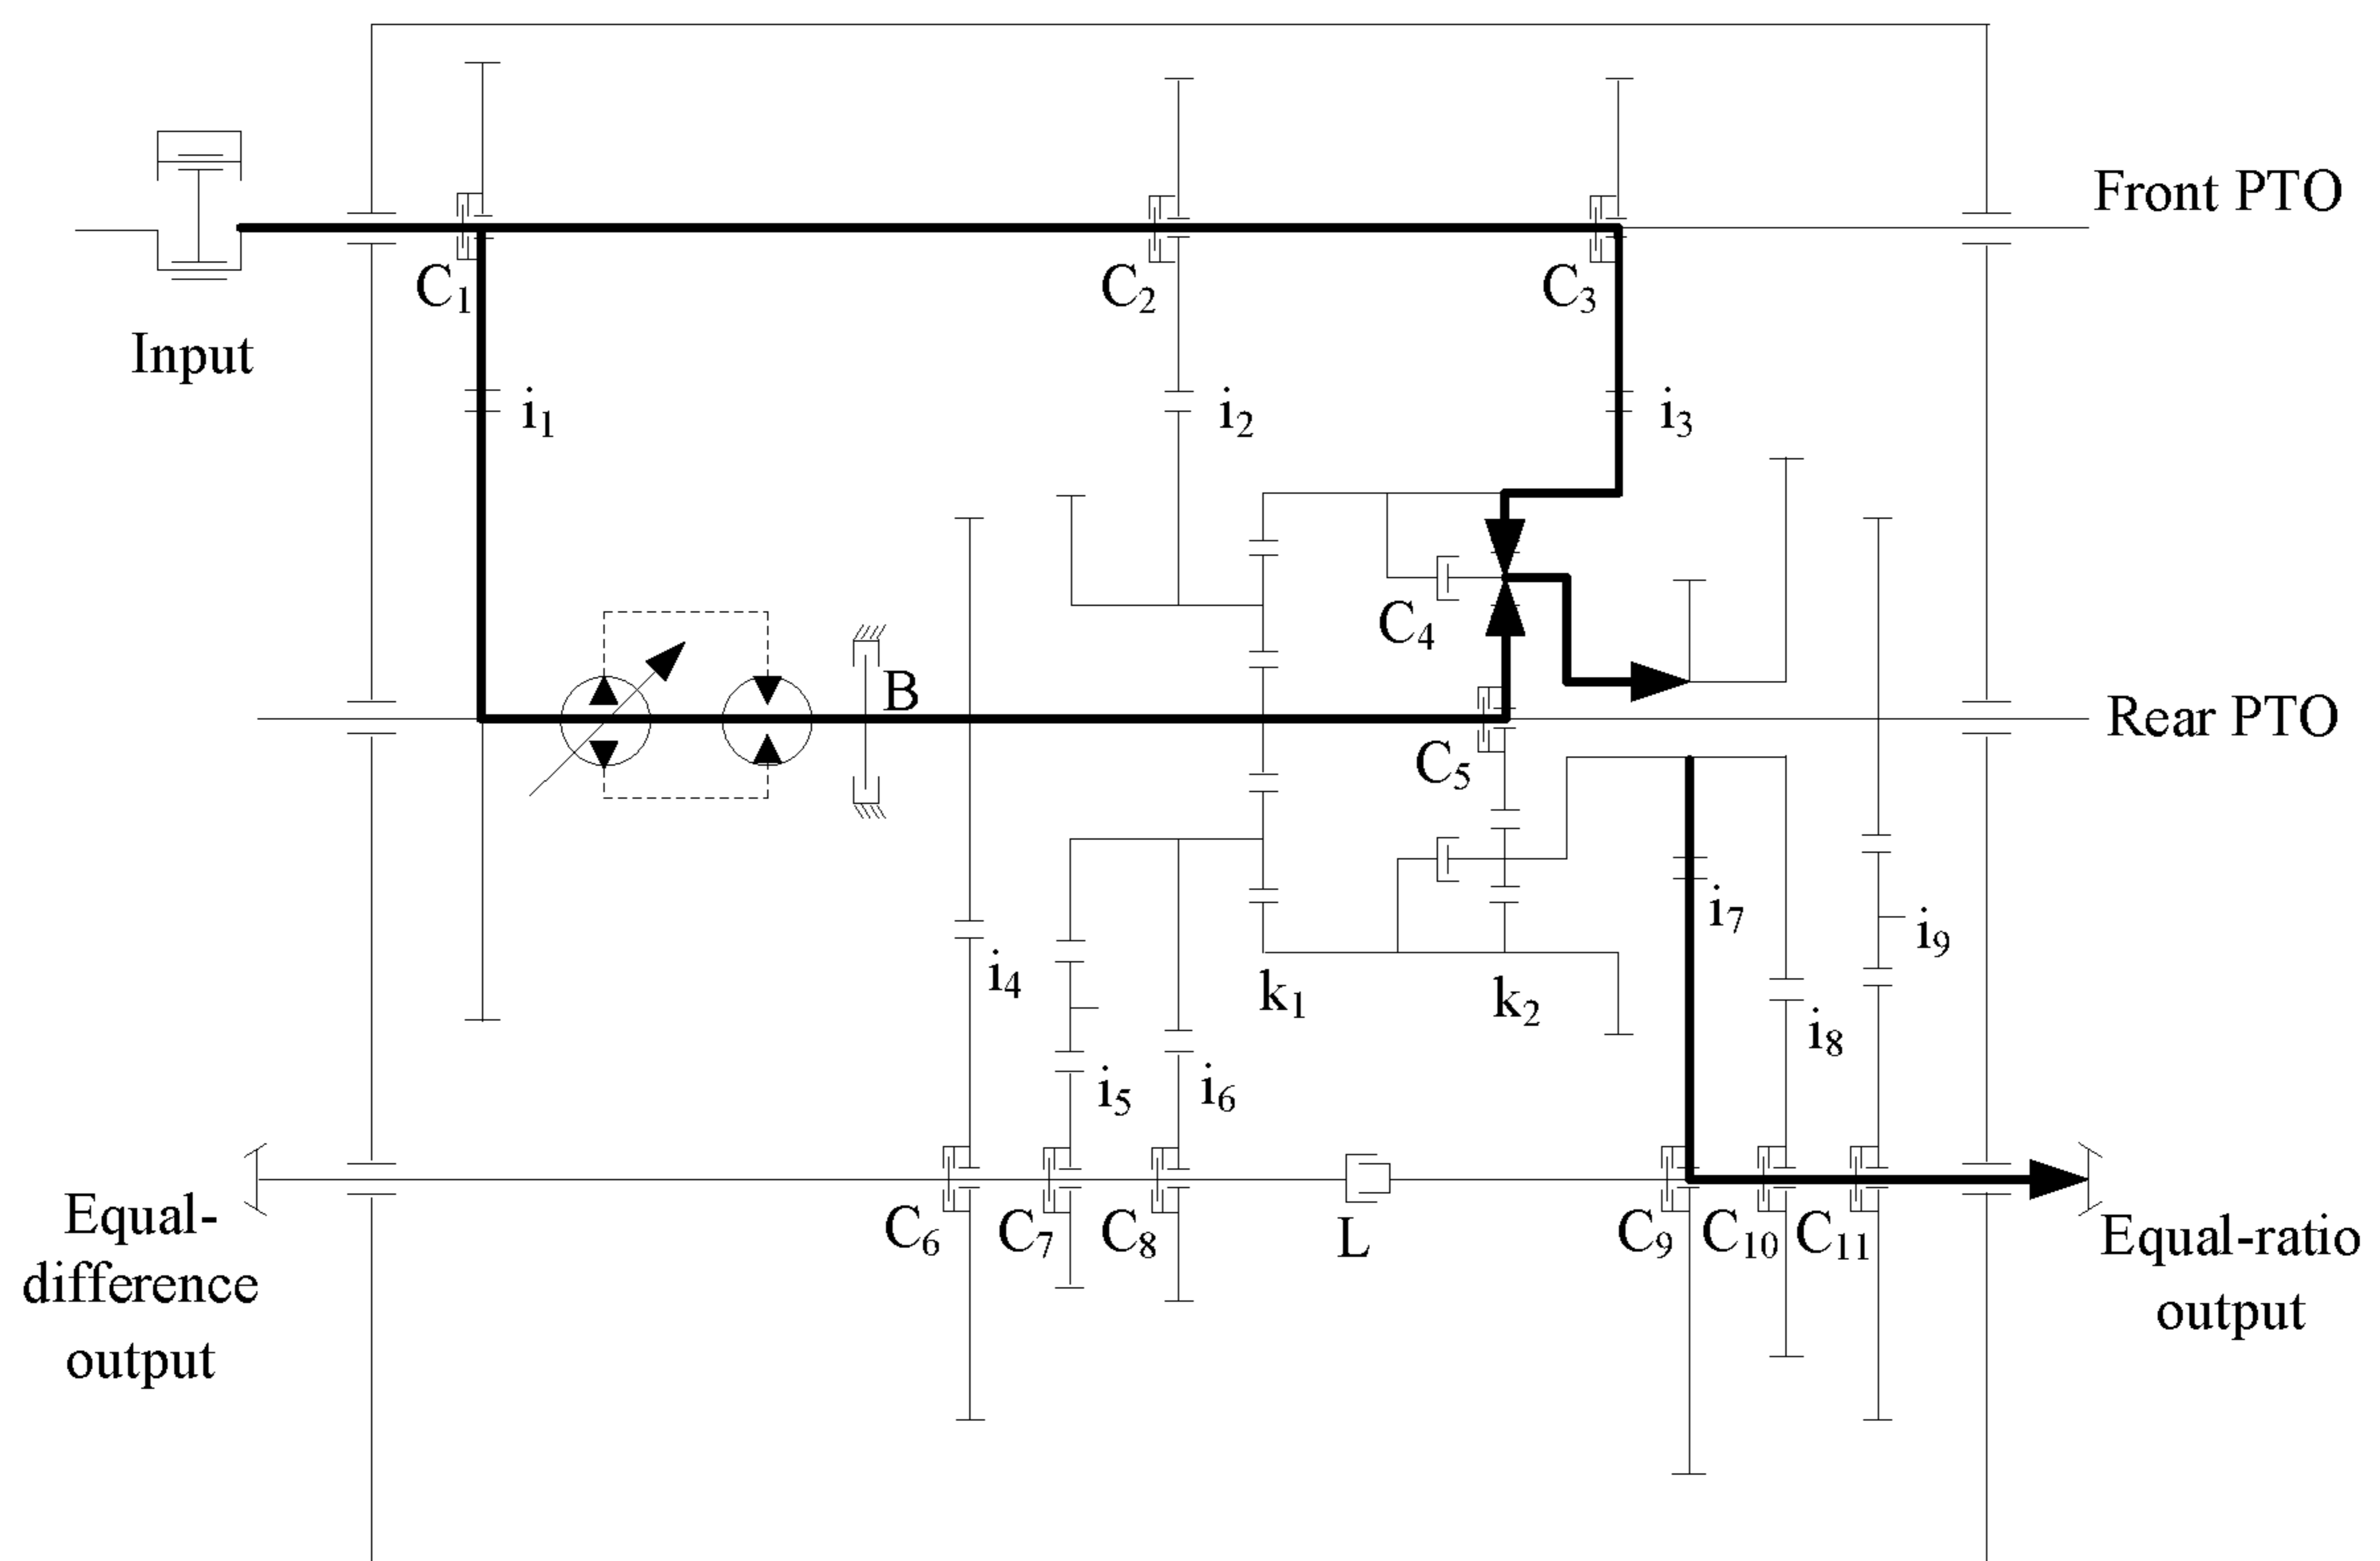 Front PTO
C₁
C₂
C₃
Input
i₁
i₂
i₃
C₄
B
Rear PTO
C₅
i₇
i₉
i₄
k₁
k₂
i₈
i₅
i₆
Equal-
difference
output
C₆
C₇
C₈
L
C₉
C₁₀
C₁₁
Equal-ratio
output